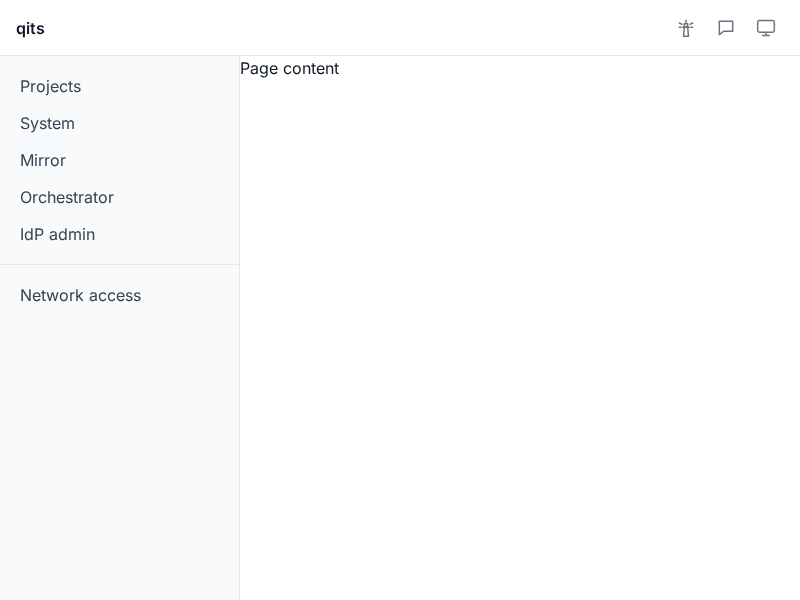 qits
Projects
System
Mirror
Orchestrator
IdP admin
Network access
Page content